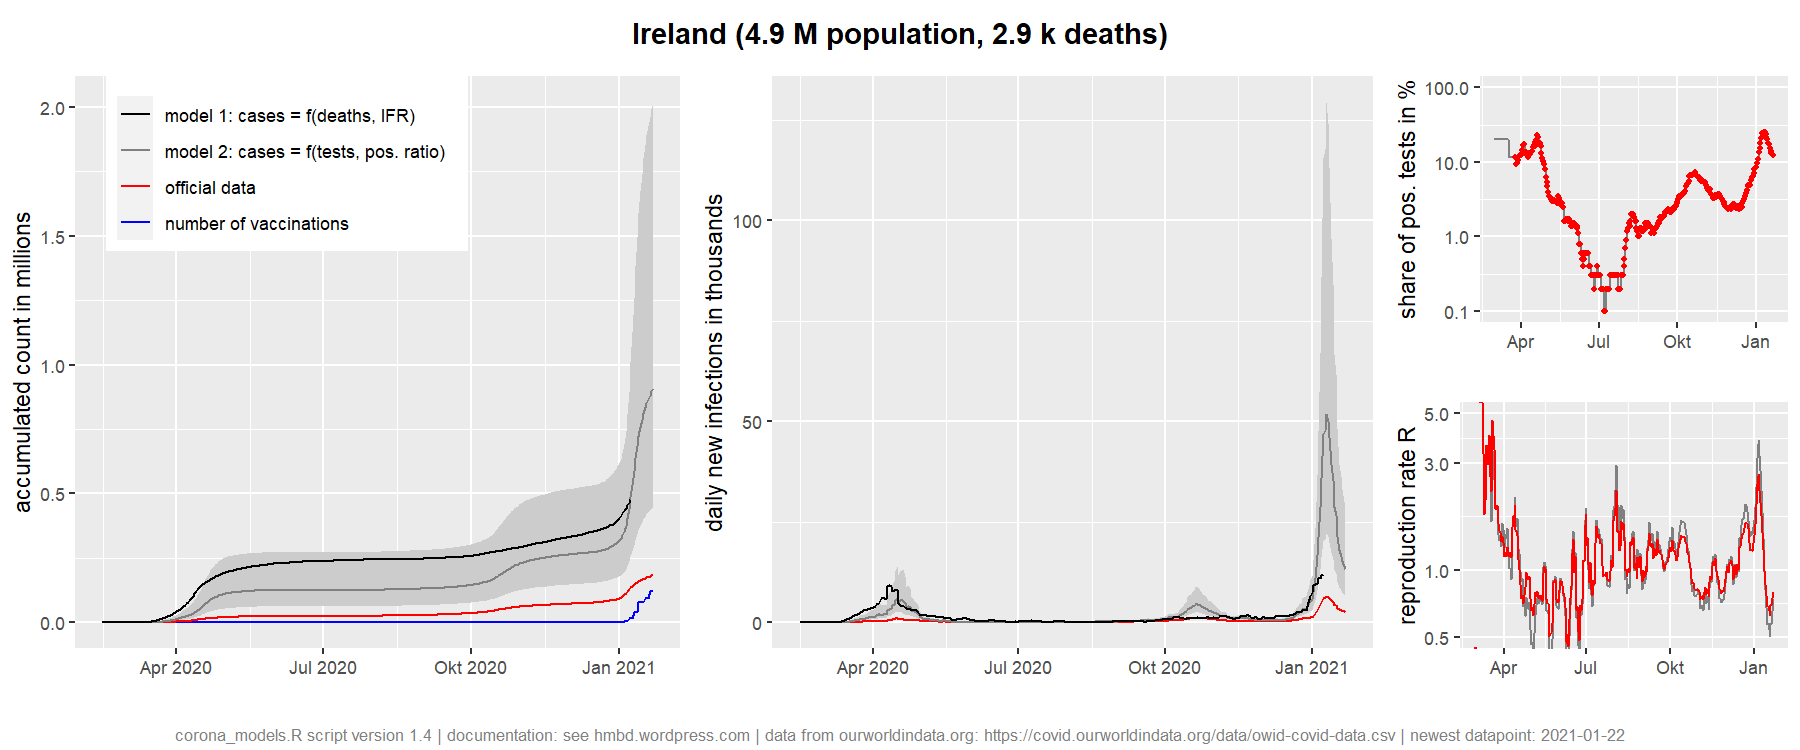 Ireland (4.9 M population, 2.9 k deaths)
accumulated count in millions
2.0
1.5
1.0
0.5
0.0
model 1: cases = f(deaths, IFR)
model 2: cases = f(tests, pos. ratio)
official data
number of vaccinations
Apr 2020
Jul 2020
Okt 2020
Jan 2021
daily new infections in thousands
100
50
0
Apr 2020
Jul 2020
Okt 2020
Jan 2021
share of pos. tests in %
100.0
10.0
1.0
0.1
Apr
Jul
Okt
Jan
reproduction rate R
5.0
3.0
1.0
0.5
Apr
Jul
Okt
Jan
corona_models.R script version 1.4 | documentation: see hmbd.wordpress.com | data from ourworldindata.org: https://covid.ourworldindata.org/data/owid-covid-data.csv | newest datapoint: 2021-01-22